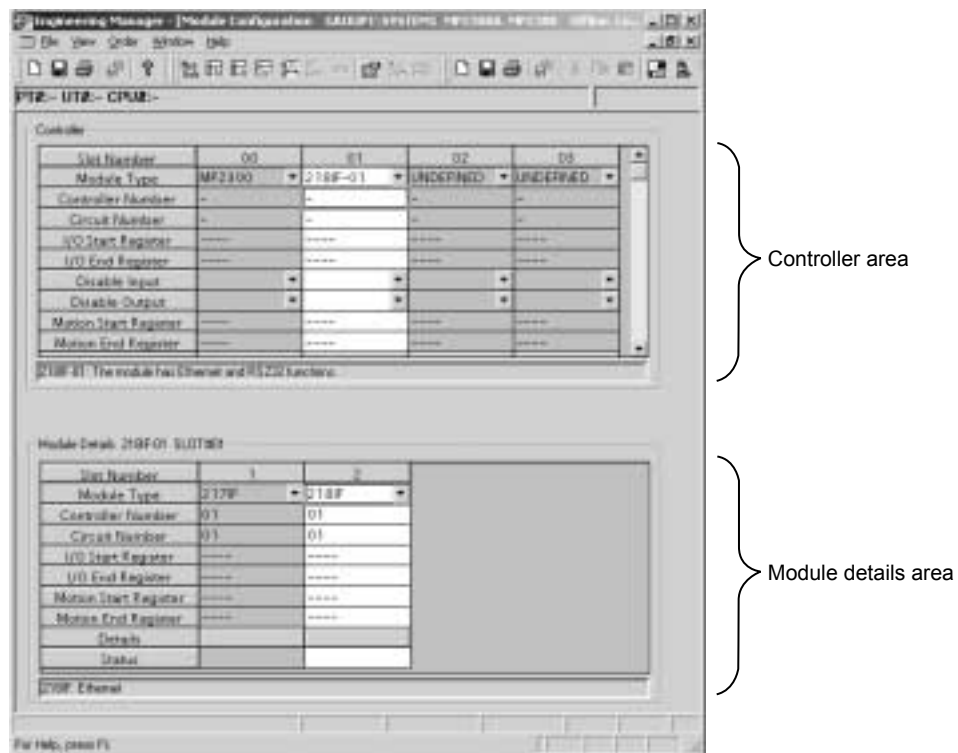 Engineering Manager - [Module Configuration
File View Order Window Help
PT#:- UT#:- CPU#:-
Controller
Slot Number 00 01 02 03
Module Type MP2300 218IF-01 UNDEFINED UNDEFINED
Controller Number - - - -
Circuit Number - - - -
I/O Start Register ---- ---- ---- ----
I/O End Register ---- ---- ---- ----
Disable Input
Disable Output
Motion Start Register ---- ---- ---- ----
Motion End Register ---- ---- ---- ----
218IF-01: The module has Ethernet and RS232 functions.
Controller area
Module Details 218IF-01 SLOT#01
Slot Number 1 2
Module Type 217IF 218IF
Controller Number 01 01
Circuit Number 01 01
I/O Start Register ---- ----
I/O End Register ---- ----
Motion Start Register ---- ----
Motion End Register ---- ----
Details
Status
218IF: Ethernet
Module details area
For Help, press F1